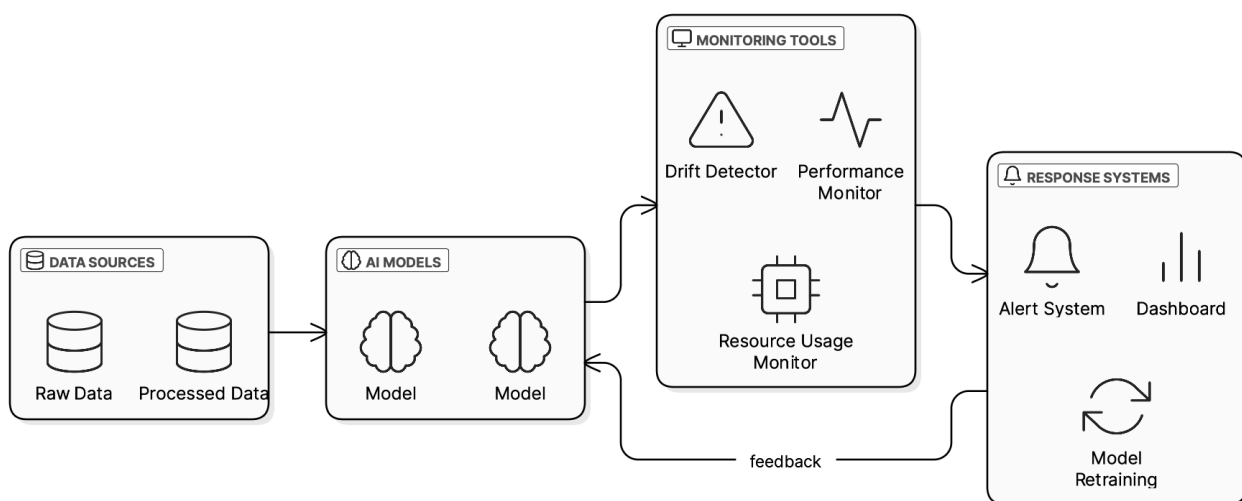 MONITORING TOOLS
Drift Detector
Performance
Monitor
Resource Usage
Monitor
RESPONSE SYSTEMS
Alert System
Dashboard
Model
Retraining
DATA SOURCES
Raw Data
Processed Data
AI MODELS
Model
Model
feedback